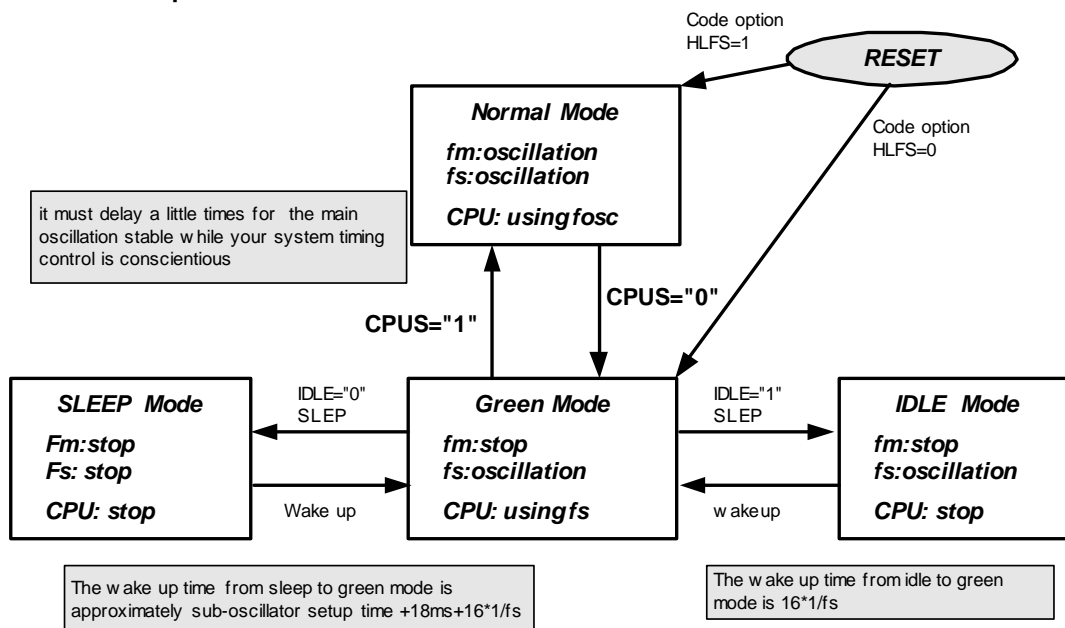 Code option
HLFS=1
RESET
Normal Mode
fm:oscillation
fs:oscillation
CPU: using fosc
Code option
HLFS=0
it must delay a little times for the main
oscillation stable while your system timing
control is conscientious
CPUS="1"
CPUS="0"
SLEEP Mode
Fm:stop
Fs: stop
CPU: stop
IDLE="0"
SLEP
Wake up
Green Mode
fm:stop
fs:oscillation
CPU: using fs
IDLE="1"
SLEP
wakeup
IDLE Mode
fm:stop
fs:oscillation
CPU: stop
The wake up time from sleep to green mode is
approximately sub-oscillator setup time +18ms+16*1/fs
The wake up time from idle to green
mode is 16*1/fs